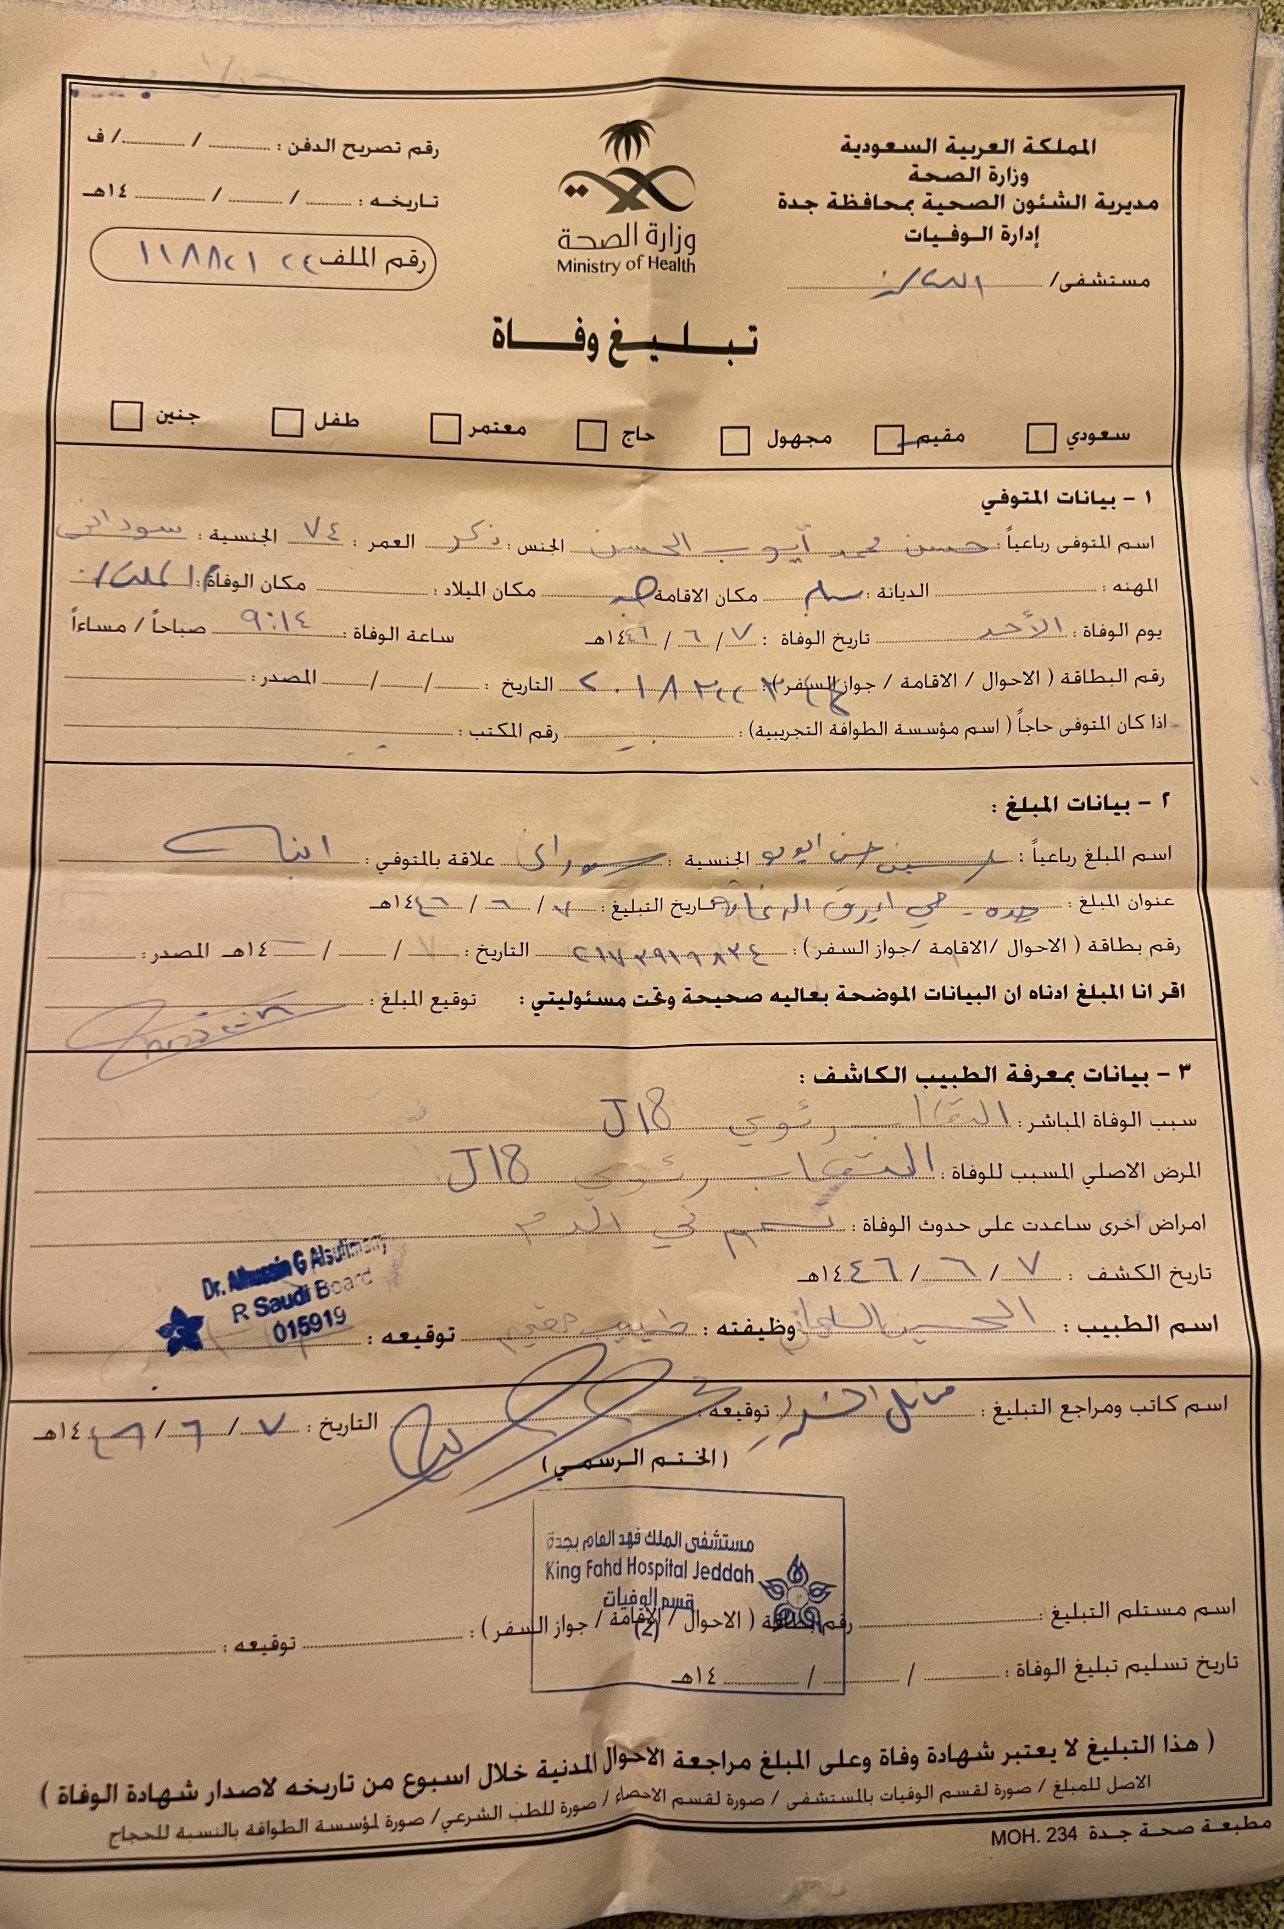 المملكة العربية السعودية
وزارة الصحة
مديرية الشئون الصحية بمحافظة جدة
إدارة الوفيات
مستشفى/
وزارة الصحة
Ministry of Health
رقم تصريح الدفن : / / ف
تاريخه : / / ١٤هـ
رقم الملف
تبليغ وفاة
سعودي مقيم مجهول حاج معتمر طفل جنين
١ - بيانات المتوفي
اسم المتوفى رباعياً : حسن محمد أيوب الحسن الجنس : ذكر العمر : ٧٤ الجنسية : سوداني
المهنه : الديانة : مسلم مكان الاقامة مكان الميلاد : مكان الوفاة :
يوم الوفاة : الأحد تاريخ الوفاة : ٧ / ٦ / ١٤٤٦هـ ساعة الوفاة : ٩:١٤ صباحاً / مساءاً
رقم البطاقة ( الاحوال / الاقامة / جواز السفر ) : التاريخ : / / المصدر :
اذا كان المتوفى حاجاً ( اسم مؤسسة الطوافة التجريبية) : رقم المكتب :
٢ - بيانات المبلغ :
اسم المبلغ رباعياً : حسن ايوب الجنسية : سوداني علاقة بالمتوفي : ابنه
عنوان المبلغ : جده - حي تاريخ التبليغ : ٧ / ٦ / ١٤٤٦هـ
رقم بطاقة ( الاحوال /الاقامة /جواز السفر ) : ٢١٧٣٩١٩٨٣٤ التاريخ : / / ١٤هـ المصدر :
اقر انا المبلغ ادناه ان البيانات الموضحة بعاليه صحيحة وتحت مسئوليتي : توقيع المبلغ :
٣ - بيانات بمعرفة الطبيب الكاشف :
سبب الوفاة المباشر : التهاب رئوي J18
المرض الاصلي المسبب للوفاة : التهاب رئوي J18
امراض اخرى ساعدت على حدوث الوفاة : تسمم في الدم
تاريخ الكشف : ٧ / ٦ / ١٤٤٦هـ
اسم الطبيب : الحسين السليماني وظيفته : طبيب مقيم توقيعه :
Dr. Alhussin G Alsulimany
R Saudi Board
015919
اسم كاتب ومراجع التبليغ : توقيعه : التاريخ : ٧ / ٦ / ١٤٤٦هـ
(الختم الرسمي)
مستشفى الملك فهد العام بجدة
King Fahd Hospital Jeddah
قسم الوفيات
(2)
اسم مستلم التبليغ : رقم بطاقة ( الاحوال / الاقامة / جواز السفر ) : توقيعه :
تاريخ تسليم تبليغ الوفاة : / / ١٤هـ
( هذا التبليغ لا يعتبر شهادة وفاة وعلى المبلغ مراجعة الاحوال المدنية خلال اسبوع من تاريخه لاصدار شهادة الوفاة )
الاصل للمبلغ / صورة لقسم الوفيات بالمستشفى / صورة لقسم الاحصاء / صورة للطب الشرعي/ صورة لمؤسسة الطوافة بالنسبة للحجاج
مطبعة صحة جدة MOH. 234